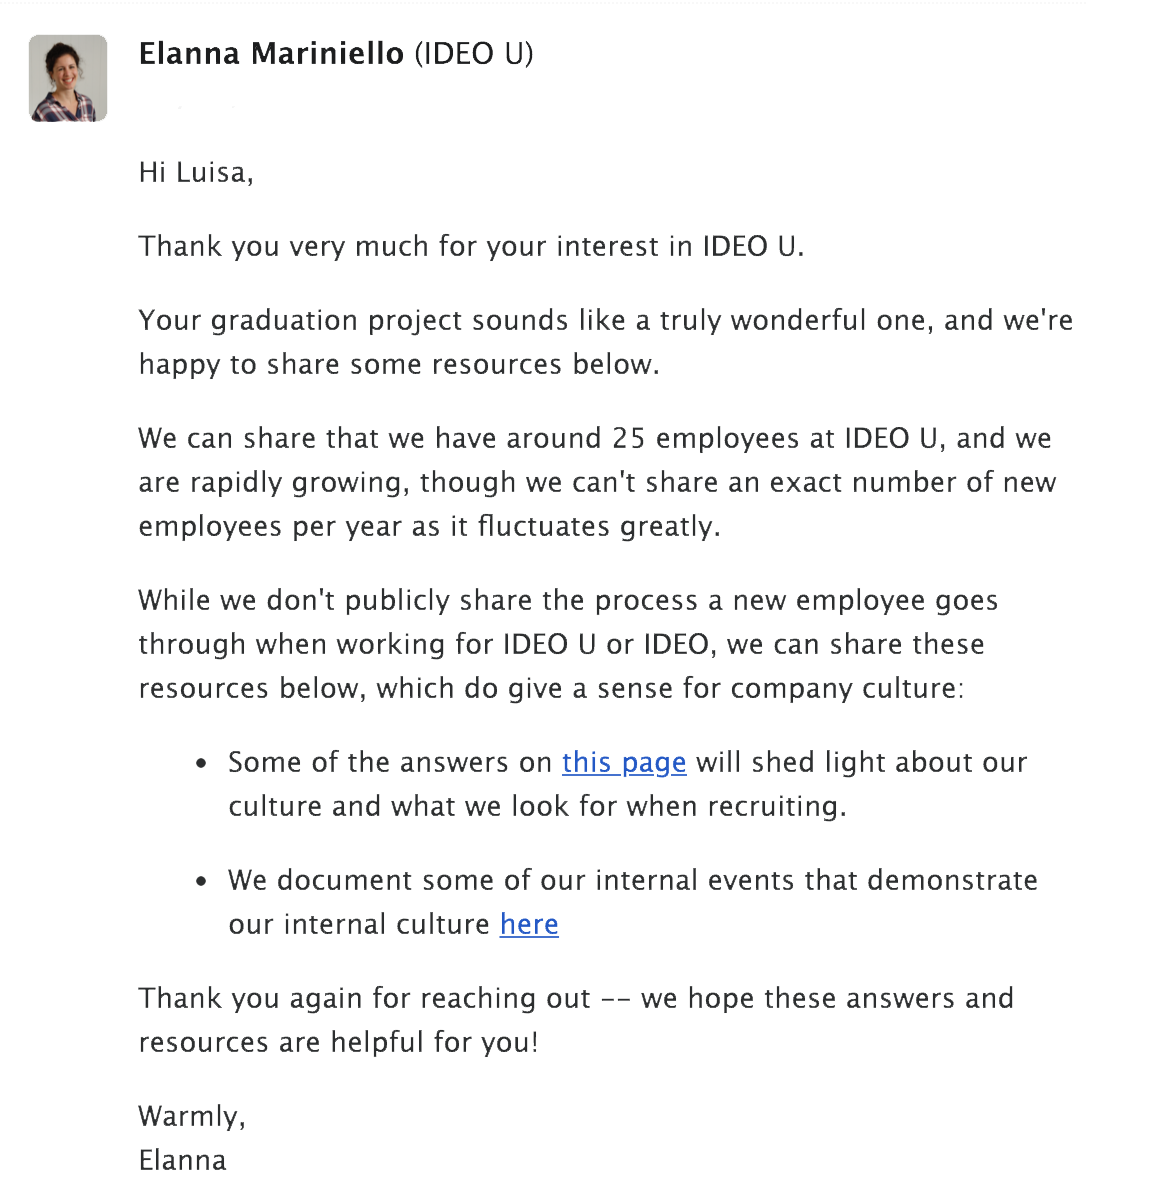 Elanna Mariniello (IDEO U)
Hi Luisa,
Thank you very much for your interest in IDEO U.
Your graduation project sounds like a truly wonderful one, and we're
happy to share some resources below.
We can share that we have around 25 employees at IDEO U, and we
are rapidly growing, though we can't share an exact number of new
employees per year as it fluctuates greatly.
While we don't publicly share the process a new employee goes
through when working for IDEO U or IDEO, we can share these
resources below, which do give a sense for company culture:
• Some of the answers on this page will shed light about our
culture and what we look for when recruiting.
• We document some of our internal events that demonstrate
our internal culture here
Thank you again for reaching out -- we hope these answers and
resources are helpful for you!
Warmly,
Elanna